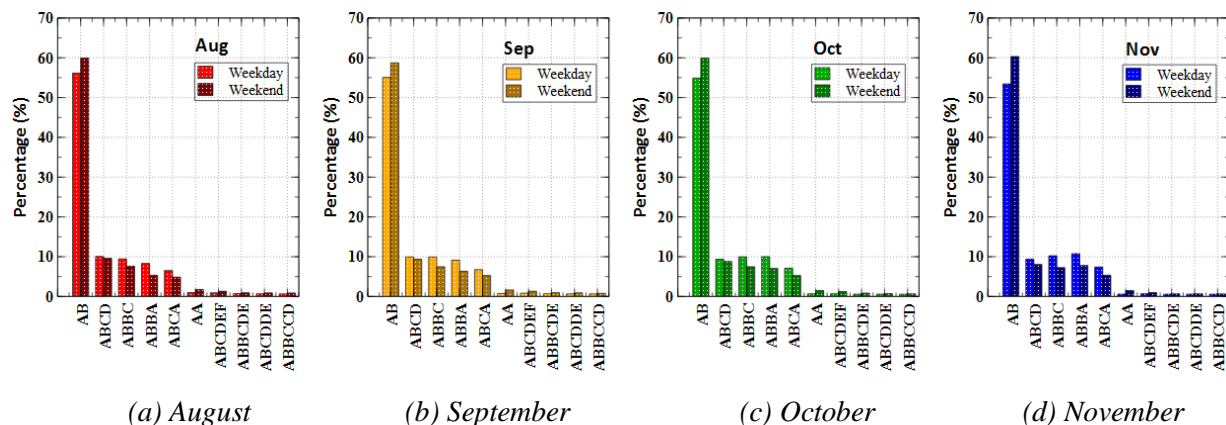 70
60
50
40
30
20
10
0
Percentage (%)
Aug
Weekday
Weekend
AB
ABCD
ABBC
ABBA
ABCA
AA
ABCDEF
ABBCDE
ABCDDE
ABBCCD
(a) August
70
60
50
40
30
20
10
0
Percentage (%)
Sep
Weekday
Weekend
AB
ABCD
ABBC
ABBA
ABCA
AA
ABCDEF
ABBCDE
ABCDDE
ABBCCD
(b) September
70
60
50
40
30
20
10
0
Percentage (%)
Oct
Weekday
Weekend
AB
ABCD
ABBC
ABBA
ABCA
AA
ABCDEF
ABBCDE
ABCDDE
ABBCCD
(c) October
70
60
50
40
30
20
10
0
Percentage (%)
Nov
Weekday
Weekend
AB
ABCD
ABBC
ABBA
ABCA
AA
ABCDEF
ABBCDE
ABCDDE
ABBCCD
(d) November